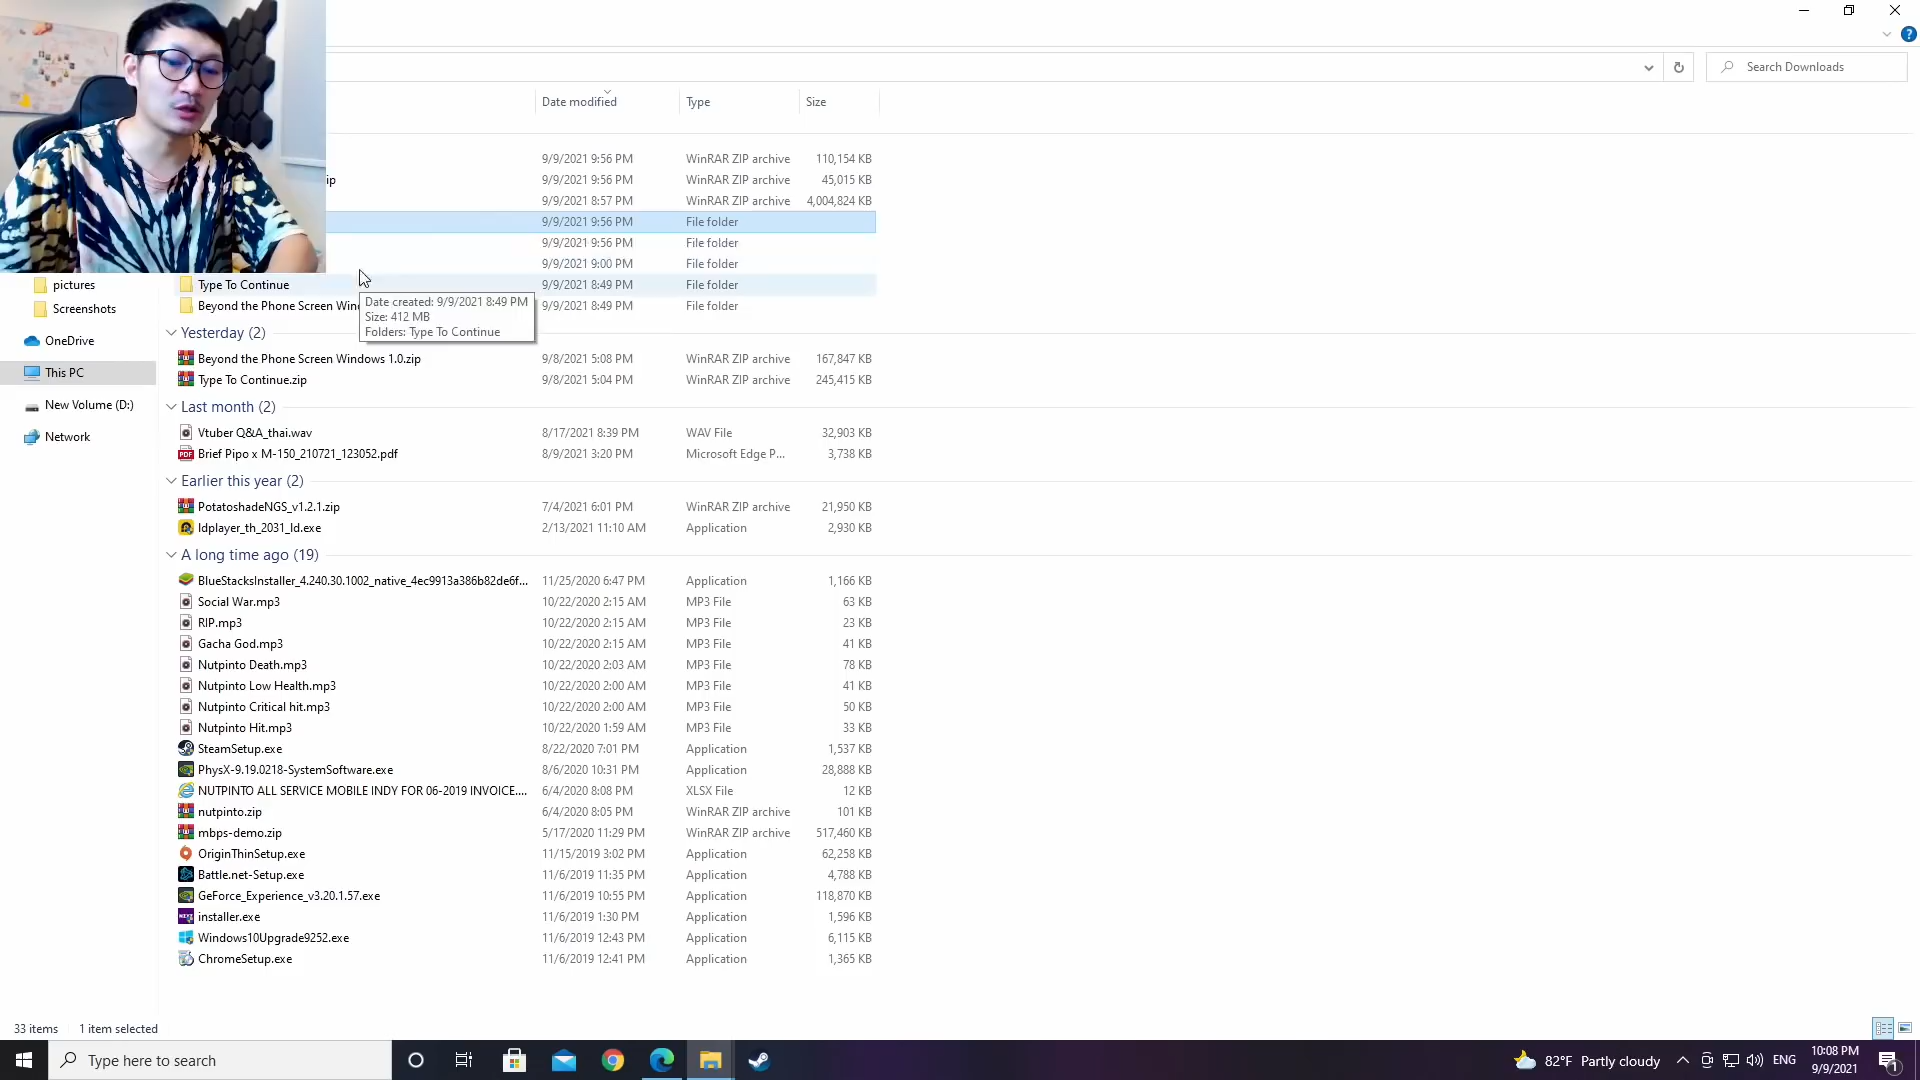 Search Downloads
Date modified Type Size
9/9/2021 9:56 PM WinRAR ZIP archive 110,154 KB
ip 9/9/2021 9:56 PM WinRAR ZIP archive 45,015 KB
9/9/2021 8:57 PM WinRAR ZIP archive 4,004,824 KB
9/9/2021 9:56 PM File folder
9/9/2021 9:56 PM File folder
9/9/2021 9:00 PM File folder
Type To Continue 9/9/2021 8:49 PM File folder
Beyond the Phone Screen Win 9/9/2021 8:49 PM File folder
Date created: 9/9/2021 8:49 PM
Size: 412 MB
Folders: Type To Continue
pictures
Screenshots
OneDrive
This PC
New Volume (D:)
Network
Yesterday (2)
Beyond the Phone Screen Windows 1.0.zip 9/8/2021 5:08 PM WinRAR ZIP archive 167,847 KB
Type To Continue.zip 9/8/2021 5:04 PM WinRAR ZIP archive 245,415 KB
Last month (2)
Vtuber Q&A_thai.wav 8/17/2021 8:39 PM WAV File 32,903 KB
Brief Pipo x M-150_210721_123052.pdf 8/9/2021 3:20 PM Microsoft Edge P... 3,738 KB
Earlier this year (2)
PotatoshadeNGS_v1.2.1.zip 7/4/2021 6:01 PM WinRAR ZIP archive 21,950 KB
ldplayer_th_2031_ld.exe 2/13/2021 11:10 AM Application 2,930 KB
A long time ago (19)
BlueStacksInstaller_4.240.30.1002_native_4ec9913a386b82de6f... 11/25/2020 6:47 PM Application 1,166 KB
Social War.mp3 10/22/2020 2:15 AM MP3 File 63 KB
RIP.mp3 10/22/2020 2:15 AM MP3 File 23 KB
Gacha God.mp3 10/22/2020 2:15 AM MP3 File 41 KB
Nutpinto Death.mp3 10/22/2020 2:03 AM MP3 File 78 KB
Nutpinto Low Health.mp3 10/22/2020 2:00 AM MP3 File 41 KB
Nutpinto Critical hit.mp3 10/22/2020 2:00 AM MP3 File 50 KB
Nutpinto Hit.mp3 10/22/2020 1:59 AM MP3 File 33 KB
SteamSetup.exe 8/22/2020 7:01 PM Application 1,537 KB
PhysX-9.19.0218-SystemSoftware.exe 8/6/2020 10:31 PM Application 28,888 KB
NUTPINTO ALL SERVICE MOBILE INDY FOR 06-2019 INVOICE.... 6/4/2020 8:08 PM XLSX File 12 KB
nutpinto.zip 6/4/2020 8:05 PM WinRAR ZIP archive 101 KB
mbps-demo.zip 5/17/2020 11:29 PM WinRAR ZIP archive 517,460 KB
OriginThinSetup.exe 11/15/2019 3:02 PM Application 62,258 KB
Battle.net-Setup.exe 11/6/2019 11:35 PM Application 4,788 KB
GeForce_Experience_v3.20.1.57.exe 11/6/2019 10:55 PM Application 118,870 KB
installer.exe 11/6/2019 1:30 PM Application 1,596 KB
Windows10Upgrade9252.exe 11/6/2019 12:43 PM Application 6,115 KB
ChromeSetup.exe 11/6/2019 12:41 PM Application 1,365 KB
33 items 1 item selected
Type here to search
82°F Partly cloudy ENG 10:08 PM
9/9/2021
1